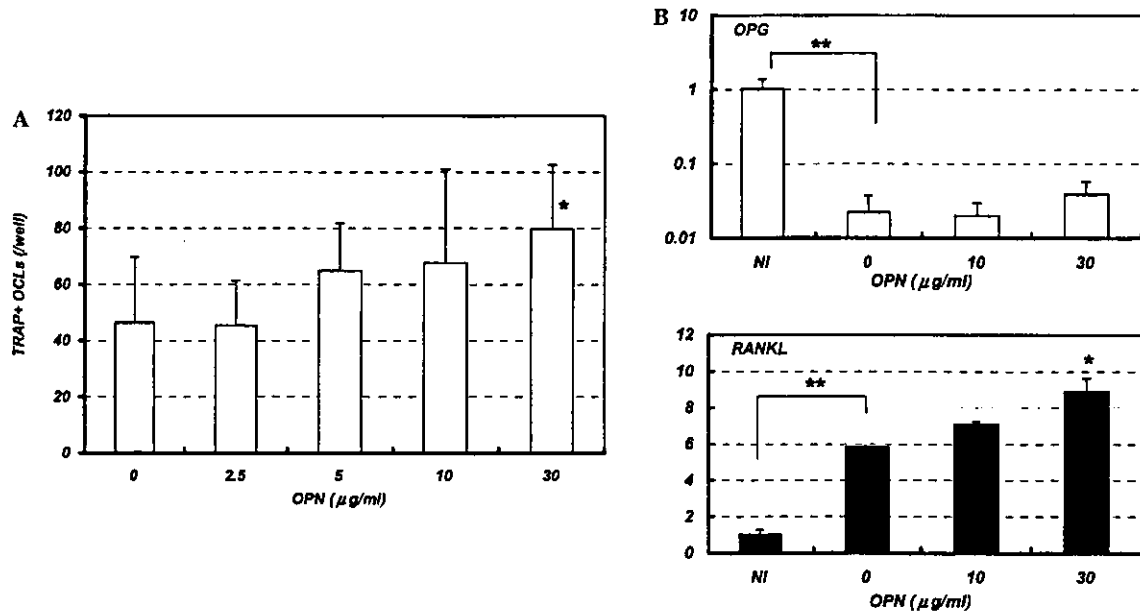 A
120
100
80
60
40
20
0
TRAP+ OCLs (/well)
*
0 2.5 5 10 30
OPN (μg/ml)
B
OPG
10
1
0.1
0.01
**
NI 0 10 30
OPN (μg/ml)
RANKL
12
10
8
6
4
2
0
**
*
NI 0 10 30
OPN (μg/ml)